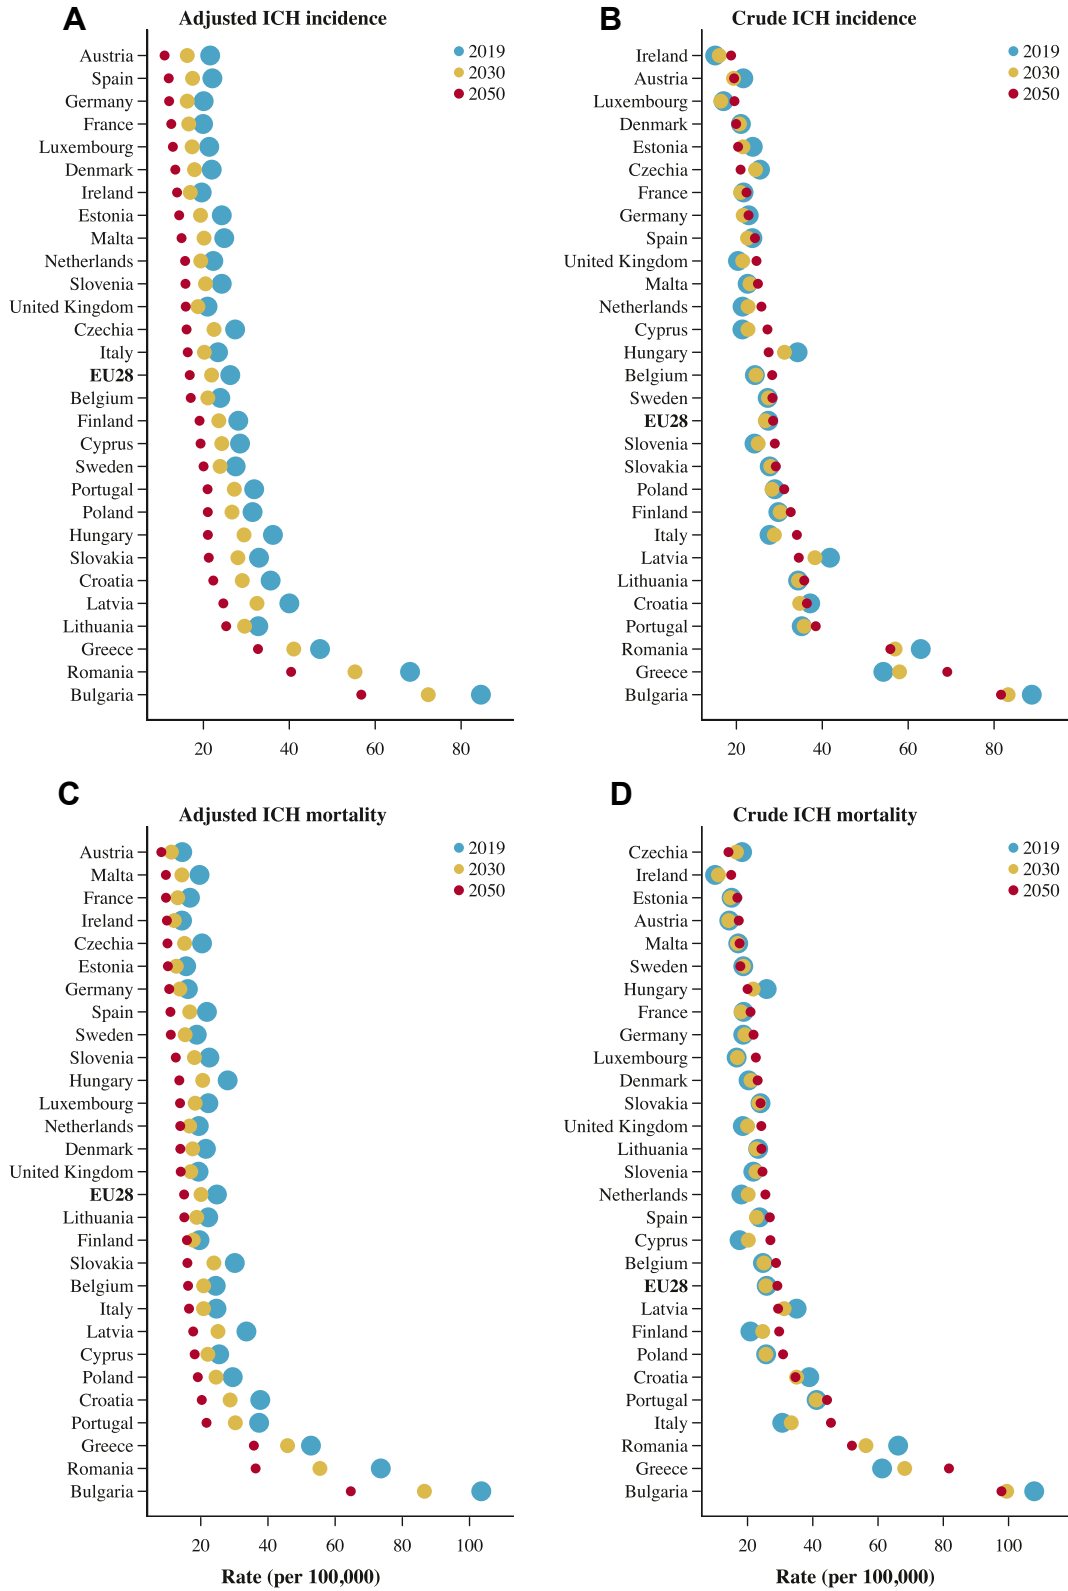 A
Adjusted ICH incidence
2019
2030
2050
Austria
Spain
Germany
France
Luxembourg
Denmark
Ireland
Estonia
Malta
Netherlands
Slovenia
United Kingdom
Czechia
Italy
EU28
Belgium
Finland
Cyprus
Sweden
Portugal
Poland
Hungary
Slovakia
Croatia
Latvia
Lithuania
Greece
Romania
Bulgaria
20 40 60 80
B
Crude ICH incidence
2019
2030
2050
Ireland
Austria
Luxembourg
Denmark
Estonia
Czechia
France
Germany
Spain
United Kingdom
Malta
Netherlands
Cyprus
Hungary
Belgium
Sweden
EU28
Slovenia
Slovakia
Poland
Finland
Italy
Latvia
Lithuania
Croatia
Portugal
Romania
Greece
Bulgaria
20 40 60 80
C
Adjusted ICH mortality
2019
2030
2050
Austria
Malta
France
Ireland
Czechia
Estonia
Germany
Spain
Sweden
Slovenia
Hungary
Luxembourg
Netherlands
Denmark
United Kingdom
EU28
Lithuania
Finland
Slovakia
Belgium
Italy
Latvia
Cyprus
Poland
Croatia
Portugal
Greece
Romania
Bulgaria
20 40 60 80 100
Rate (per 100,000)
D
Crude ICH mortality
2019
2030
2050
Czechia
Ireland
Estonia
Austria
Malta
Sweden
Hungary
France
Germany
Luxembourg
Denmark
Slovakia
United Kingdom
Lithuania
Slovenia
Netherlands
Spain
Cyprus
Belgium
EU28
Latvia
Finland
Poland
Croatia
Portugal
Italy
Romania
Greece
Bulgaria
20 40 60 80 100
Rate (per 100,000)